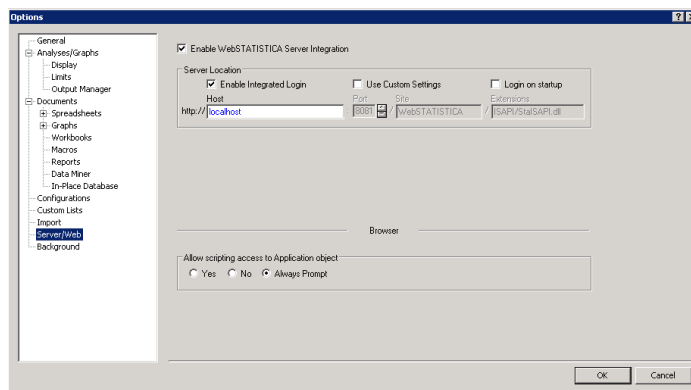 Options
General
Analyses/Graphs
Display
Limits
Output Manager
Documents
Spreadsheets
Graphs
Workbooks
Macros
Reports
Data Miner
In-Place Database
Configurations
Custom Lists
Import
Server/Web
Background
Enable WebSTATISTICA Server Integration
Server Location
Enable Integrated Login Use Custom Settings Login on startup
Host Port Site Extensions
http:// localhost : 8081 / WebSTATISTICA / ISAPI/StaISAPI.dll
Browser
Allow scripting access to Application object
Yes No Always Prompt
OK Cancel